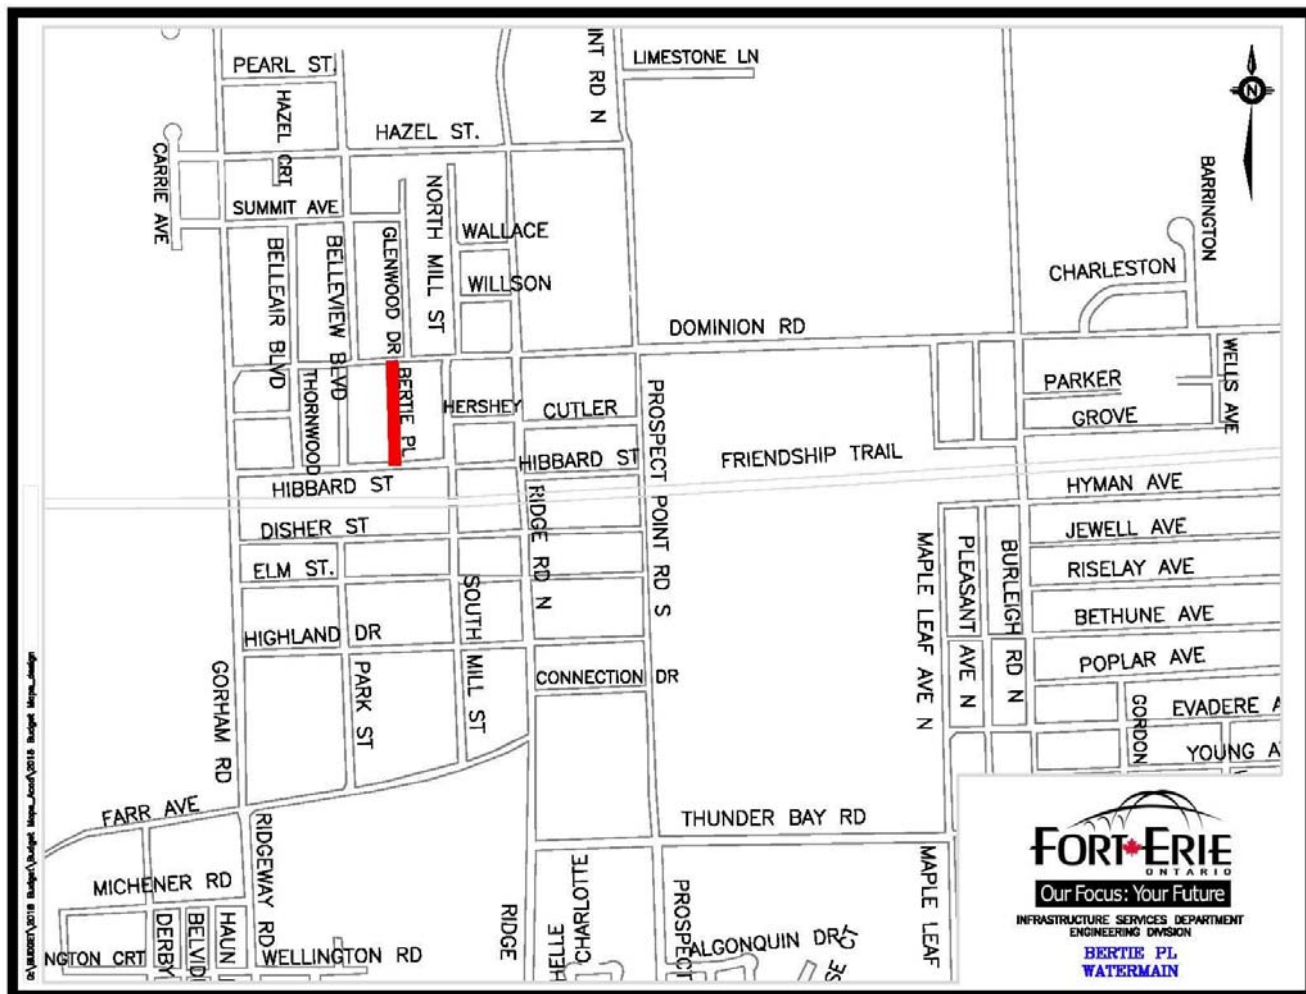 PEARL ST.
LIMESTONE LN
INT RD N
HAZEL CRT
HAZEL ST.
N
CARRIE AVE
BARRINGTON
SUMMIT AVE
NORTH MILL ST
WALLACE
GLENWOOD DR
BELLEAIR BLVD
BELLEVIEW BLVD
WILLSON
CHARLESTON
DOMINION RD
WELLS AVE
THORNWOOD
BERTIE PL
HERSHEY
CUTLER
PROSPECT POINT RD S
PARKER
GROVE
HIBBARD ST
FRIENDSHIP TRAIL
HIBBARD ST
RIDGE RD N
HYMAN AVE
DISHER ST
JEWELL AVE
MAPLE LEAF AVE N
PLEASANT AVE N
BURLEIGH RD N
ELM ST.
RISELAY AVE
SOUTH MILL ST
BETHUNE AVE
HIGHLAND DR
POPLAR AVE
GORHAM RD
PARK ST
CONNECTION DR
GORDON
EVADERE A
YOUNG A
FARR AVE
RIDGEWAY RD
THUNDER BAY RD
MICHENER RD
DERBY
BELVID
HAUN
NGTON CRT
WELLINGTON RD
RIDGE
HELLE
CHARLOTTE
PROSPECT
ALGONQUIN DR
SE CT
MAPLE LEAF
FORT ERIE
ONTARIO
Our Focus: Your Future
INFRASTRUCTURE SERVICES DEPARTMENT
ENGINEERING DIVISION
BERTIE PL
WATERMAIN